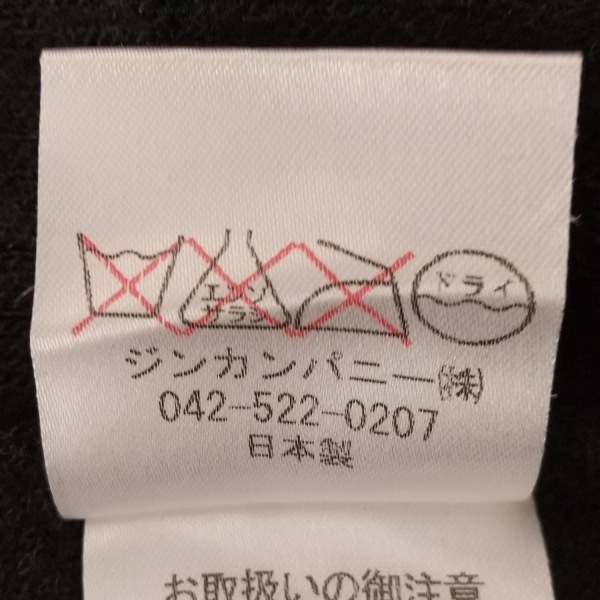 エンソ
サラシ
ドライ
ジンカンパニー(株)
042-522-0207
日本製
お取扱いの御注意